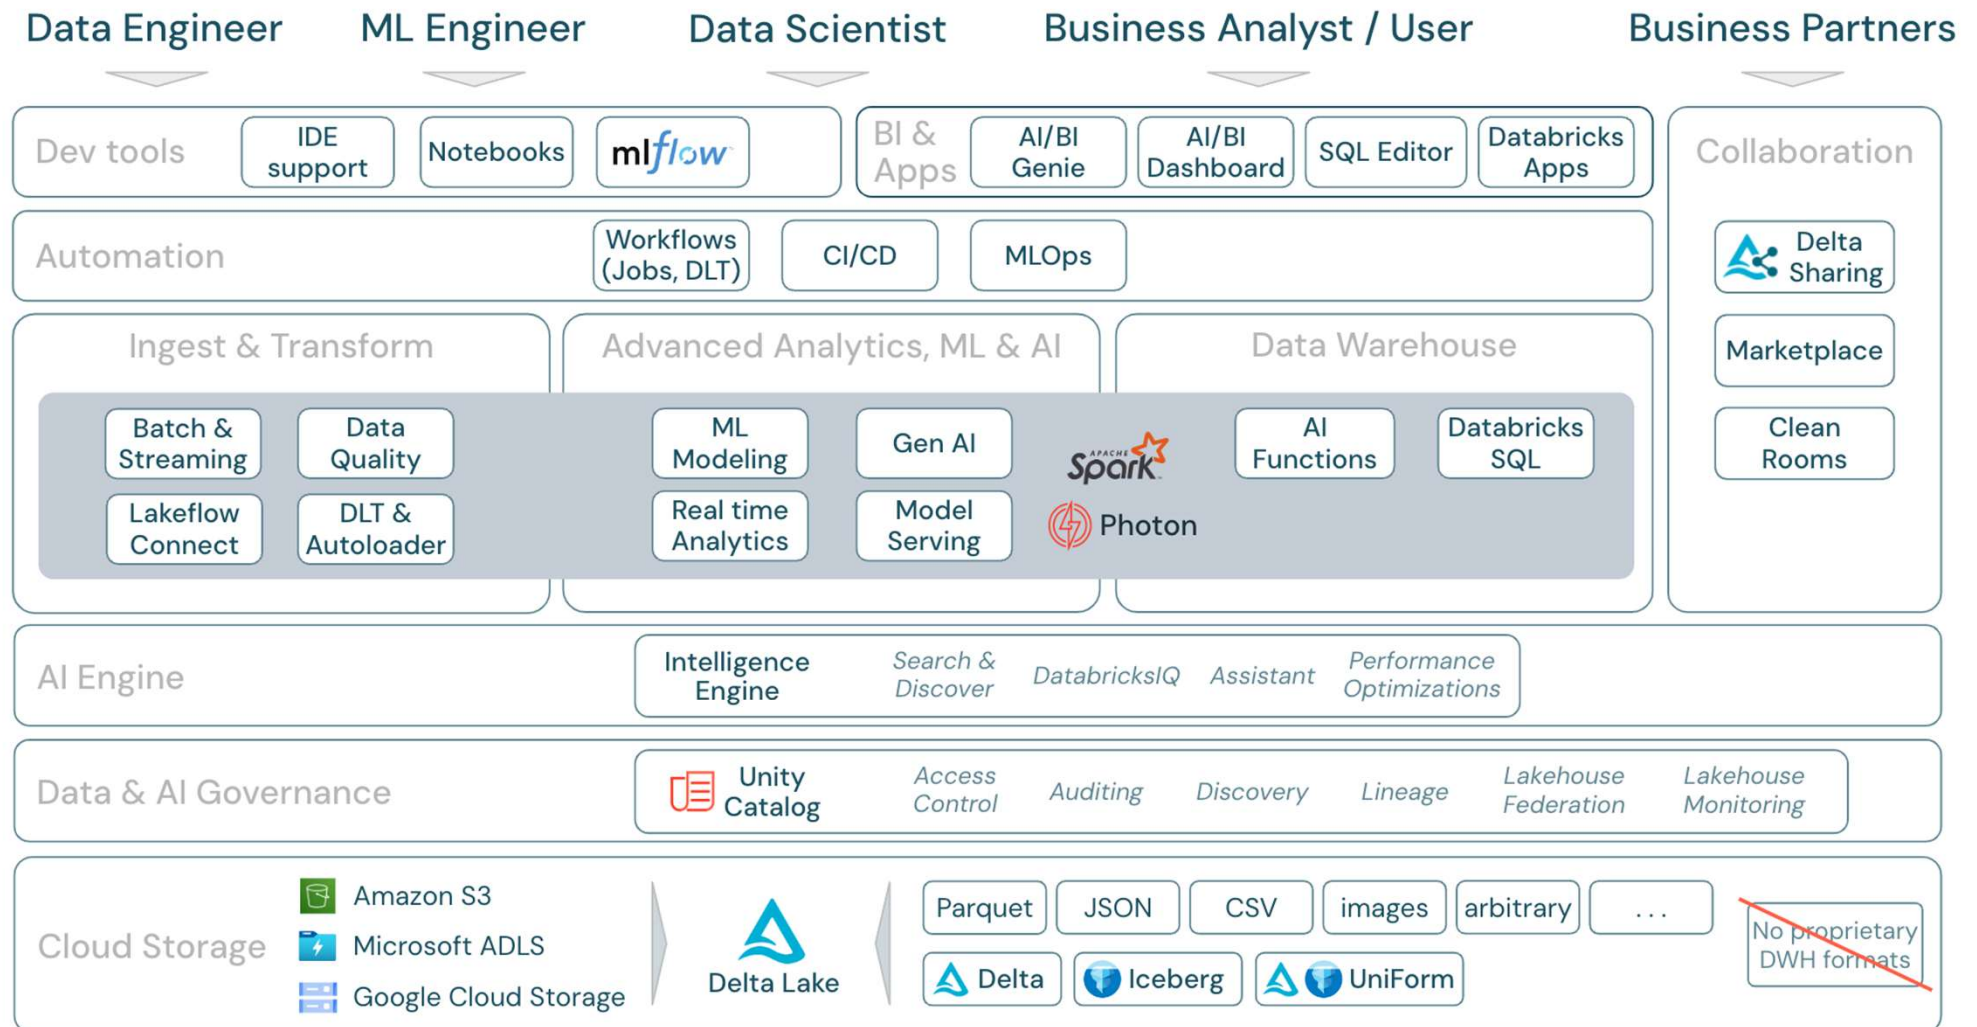 Data Engineer
ML Engineer
Data Scientist
Business Analyst / User
Business Partners
Dev tools
IDE
support
Notebooks
mlflow
BI &
Apps
AI/BI
Genie
AI/BI
Dashboard
SQL Editor
Databricks
Apps
Collaboration
Automation
Workflows
(Jobs, DLT)
CI/CD
MLOps
Delta
Sharing
Marketplace
Clean
Rooms
Ingest & Transform
Batch &
Streaming
Data
Quality
Lakeflow
Connect
DLT &
Autoloader
Advanced Analytics, ML & AI
ML
Modeling
Gen AI
Real time
Analytics
Model
Serving
APACHE
Spark
Photon
Data Warehouse
AI
Functions
Databricks
SQL
AI Engine
Intelligence
Engine
Search &
Discover
DatabricksIQ
Assistant
Performance
Optimizations
Data & AI Governance
Unity
Catalog
Access
Control
Auditing
Discovery
Lineage
Lakehouse
Federation
Lakehouse
Monitoring
Cloud Storage
Amazon S3
Microsoft ADLS
Google Cloud Storage
Delta Lake
Parquet
JSON
CSV
images
arbitrary
...
Delta
Iceberg
UniForm
No proprietary
DWH formats